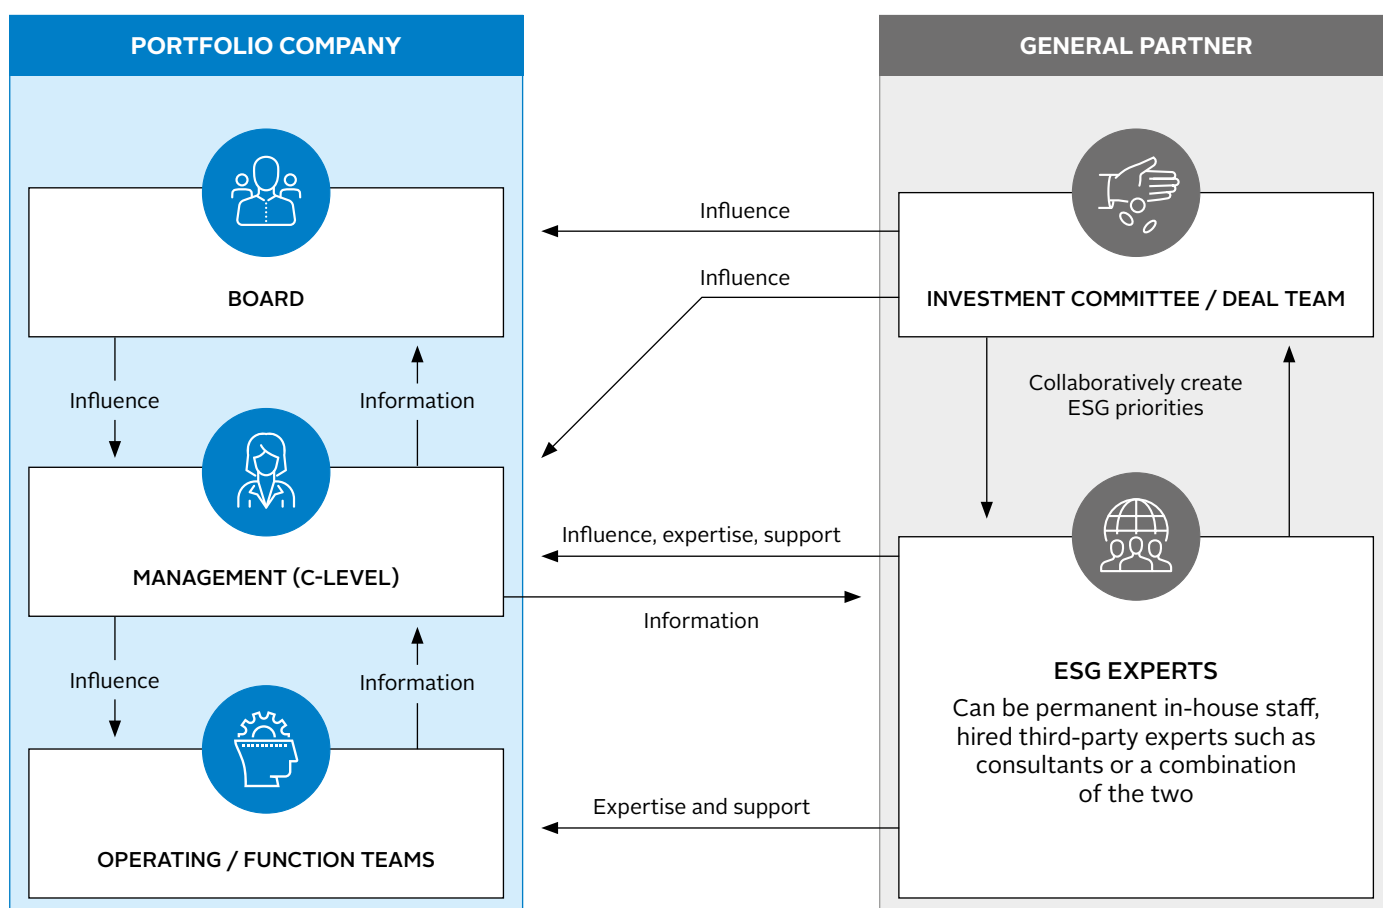 PORTFOLIO COMPANY
GENERAL PARTNER
BOARD
Influence
Influence
INVESTMENT COMMITTEE / DEAL TEAM
Influence
Information
Collaboratively create
ESG priorities
MANAGEMENT (C-LEVEL)
Influence, expertise, support
Information
Influence
Information
ESG EXPERTS
Can be permanent in-house staff,
hired third-party experts such as
consultants or a combination
of the two
Expertise and support
OPERATING / FUNCTION TEAMS